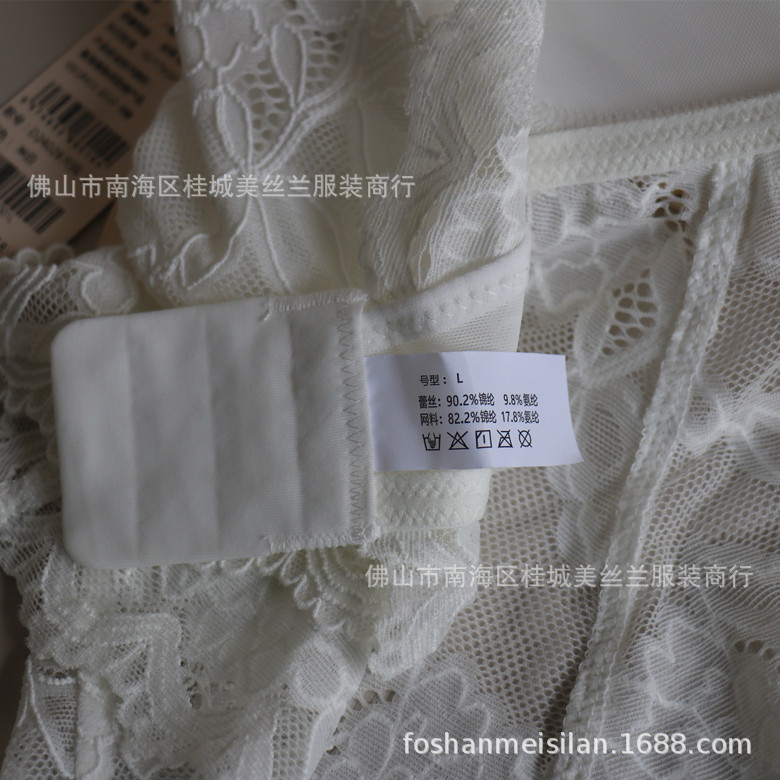 佛山市南海区桂城美丝兰服装商行
号型： L
蕾丝：90.2%锦纶 9.8%氨纶
网料：82.2%锦纶 17.8%氨纶
佛山市南海区桂城美丝兰服装商行
foshanmeisilan.1688.com